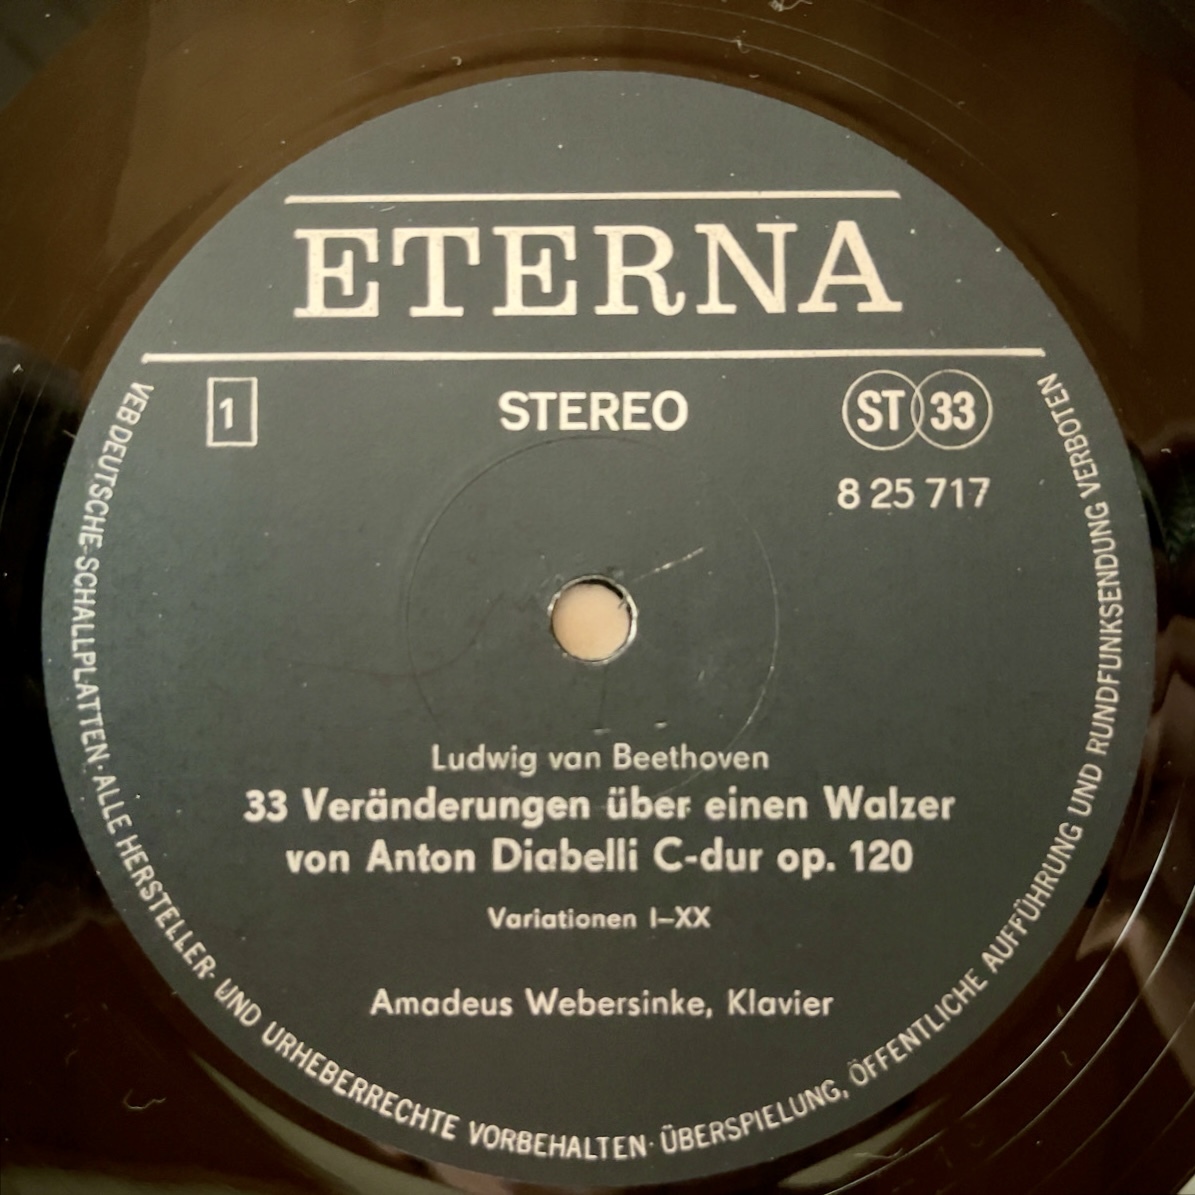 ETERNA
1
STEREO
ST 33
8 25 717
Ludwig van Beethoven
33 Veränderungen über einen Walzer
von Anton Diabelli C-dur op. 120
Variationen I–XX
Amadeus Webersinke, Klavier
VEB DEUTSCHE SCHALLPLATTEN · ALLE HERSTELLER- UND URHEBERRECHTE VORBEHALTEN · ÜBERSPIELUNG, ÖFFENTLICHE AUFFÜHRUNG UND RUNDFUNKSENDUNG VERBOTEN